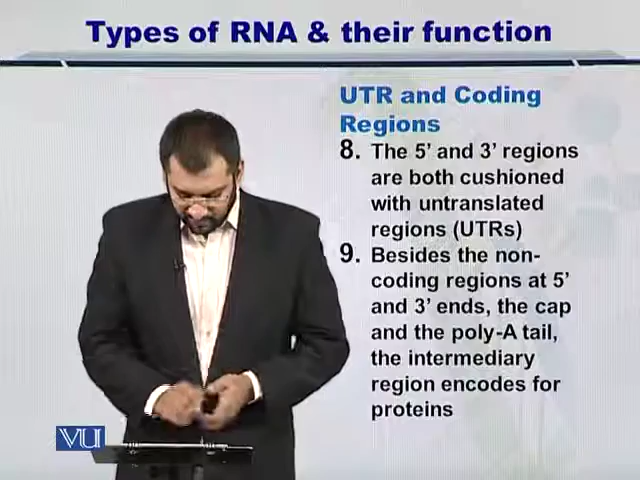 Types of RNA & their function
UTR and Coding
Regions
8. The 5' and 3' regions
are both cushioned
with untranslated
regions (UTRs)
9. Besides the non-
coding regions at 5'
and 3' ends, the cap
and the poly-A tail,
the intermediary
region encodes for
proteins
VU